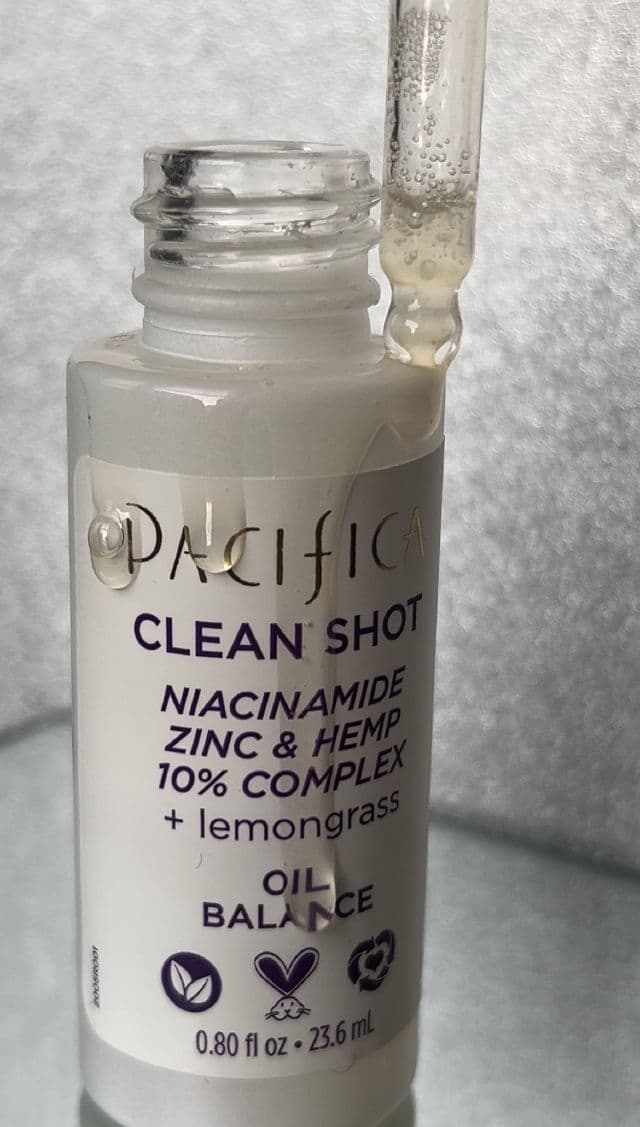 PACIFICA
CLEAN SHOT
NIACINAMIDE
ZINC & HEMP
10% COMPLEX
+ lemongrass
OIL
BALANCE
0.80 fl oz • 23.6 mL